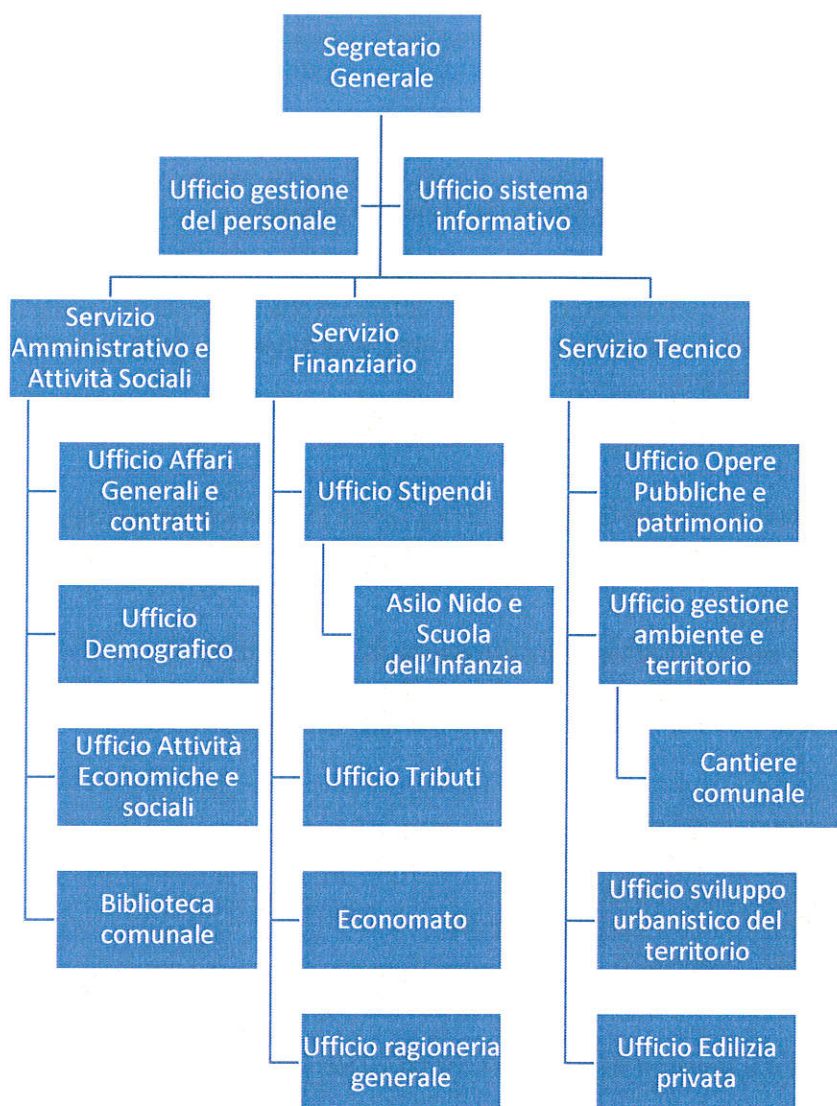 Segretario
Generale
Ufficio gestione
del personale
Ufficio sistema
informativo
Servizio
Amministrativo e
Attività Sociali
Servizio
Finanziario
Servizio Tecnico
Ufficio Affari
Generali e
contratti
Ufficio
Demografico
Ufficio Attività
Economiche e
sociali
Biblioteca
comunale
Ufficio Stipendi
Asilo Nido e
Scuola
dell’Infanzia
Ufficio Tributi
Economato
Ufficio ragioneria
generale
Ufficio Opere
Pubbliche e
patrimonio
Ufficio gestione
ambiente e
territorio
Cantiere
comunale
Ufficio sviluppo
urbanistico del
territorio
Ufficio Edilizia
privata